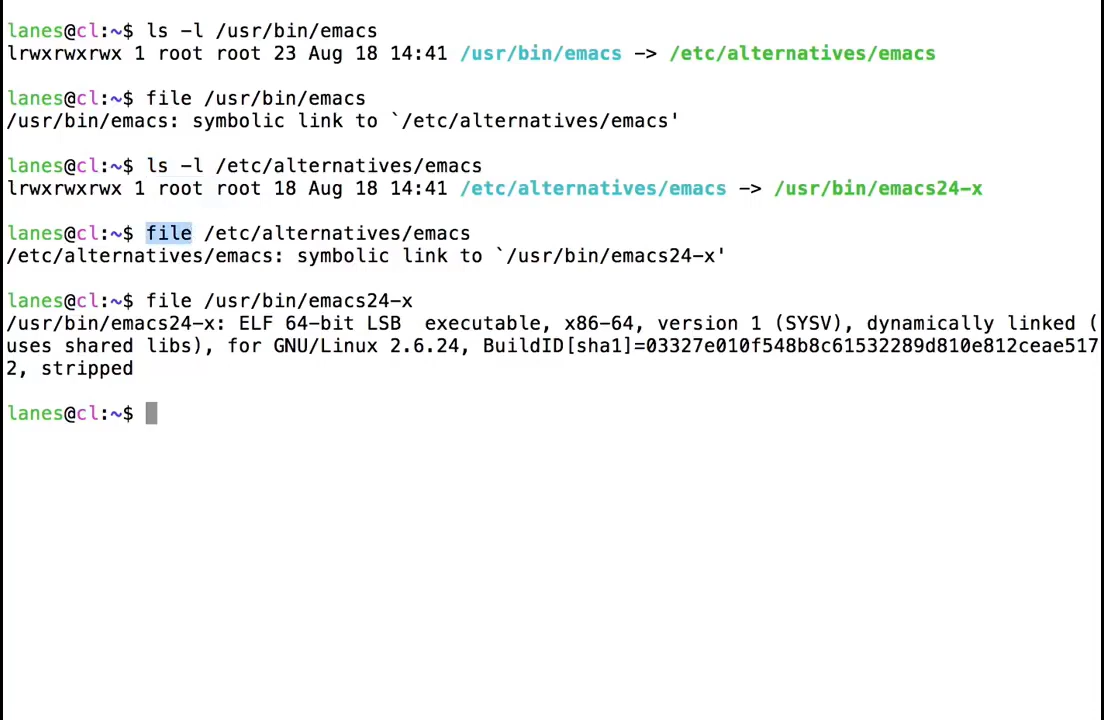 lanes@cl:~$ ls -l /usr/bin/emacs
lrwxrwxrwx 1 root root 23 Aug 18 14:41 /usr/bin/emacs -> /etc/alternatives/emacs
lanes@cl:~$ file /usr/bin/emacs
/usr/bin/emacs: symbolic link to `/etc/alternatives/emacs'
lanes@cl:~$ ls -l /etc/alternatives/emacs
lrwxrwxrwx 1 root root 18 Aug 18 14:41 /etc/alternatives/emacs -> /usr/bin/emacs24-x
lanes@cl:~$ file /etc/alternatives/emacs
/etc/alternatives/emacs: symbolic link to `/usr/bin/emacs24-x'
lanes@cl:~$ file /usr/bin/emacs24-x
/usr/bin/emacs24-x: ELF 64-bit LSB  executable, x86-64, version 1 (SYSV), dynamically linked (
uses shared libs), for GNU/Linux 2.6.24, BuildID[sha1]=03327e010f548b8c61532289d810e812ceae517
2, stripped
lanes@cl:~$